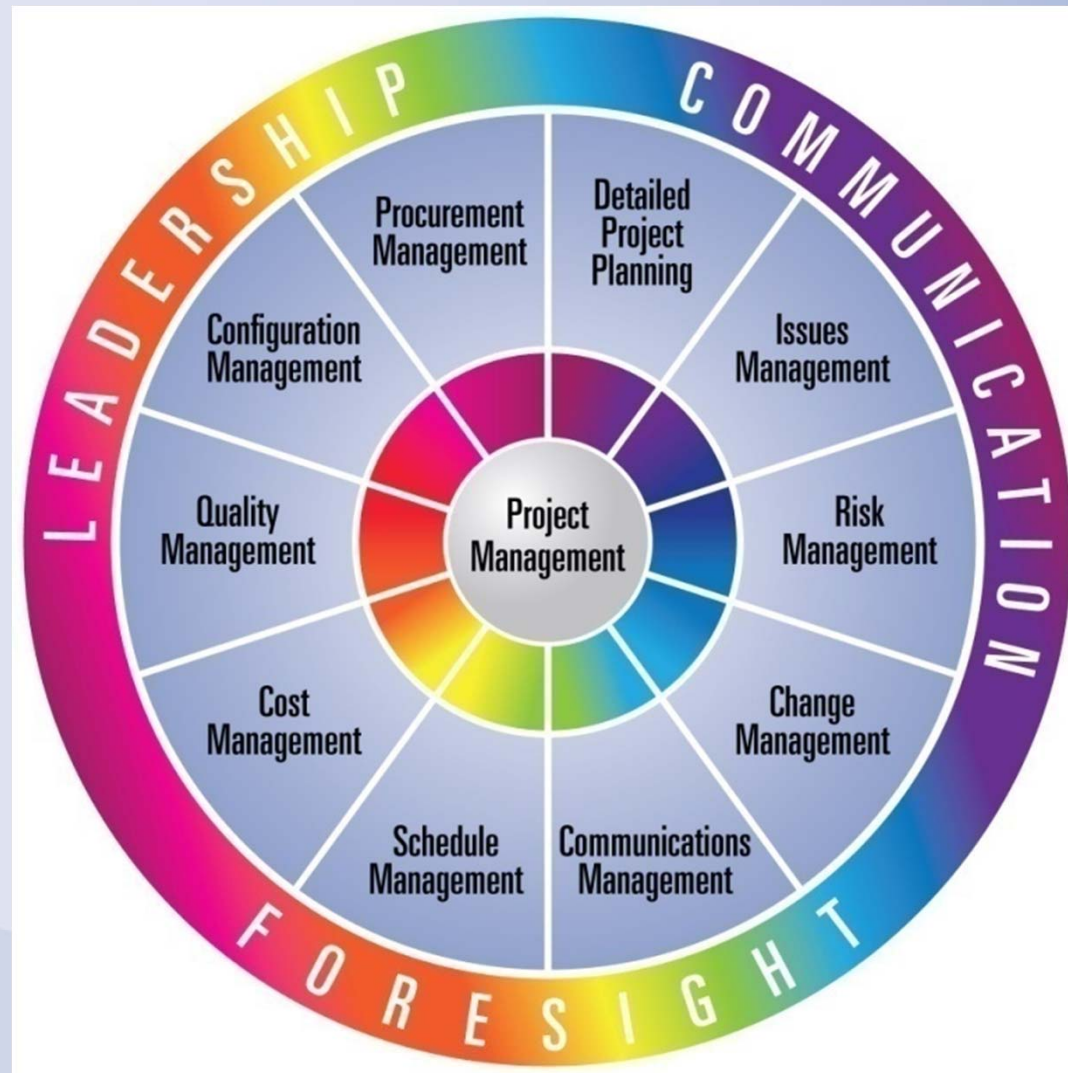 LEADERSHIP
COMMUNICATION
FORESIGHT
Procurement
Management
Detailed
Project
Planning
Issues
Management
Risk
Management
Change
Management
Communications
Management
Schedule
Management
Cost
Management
Quality
Management
Configuration
Management
Project
Management